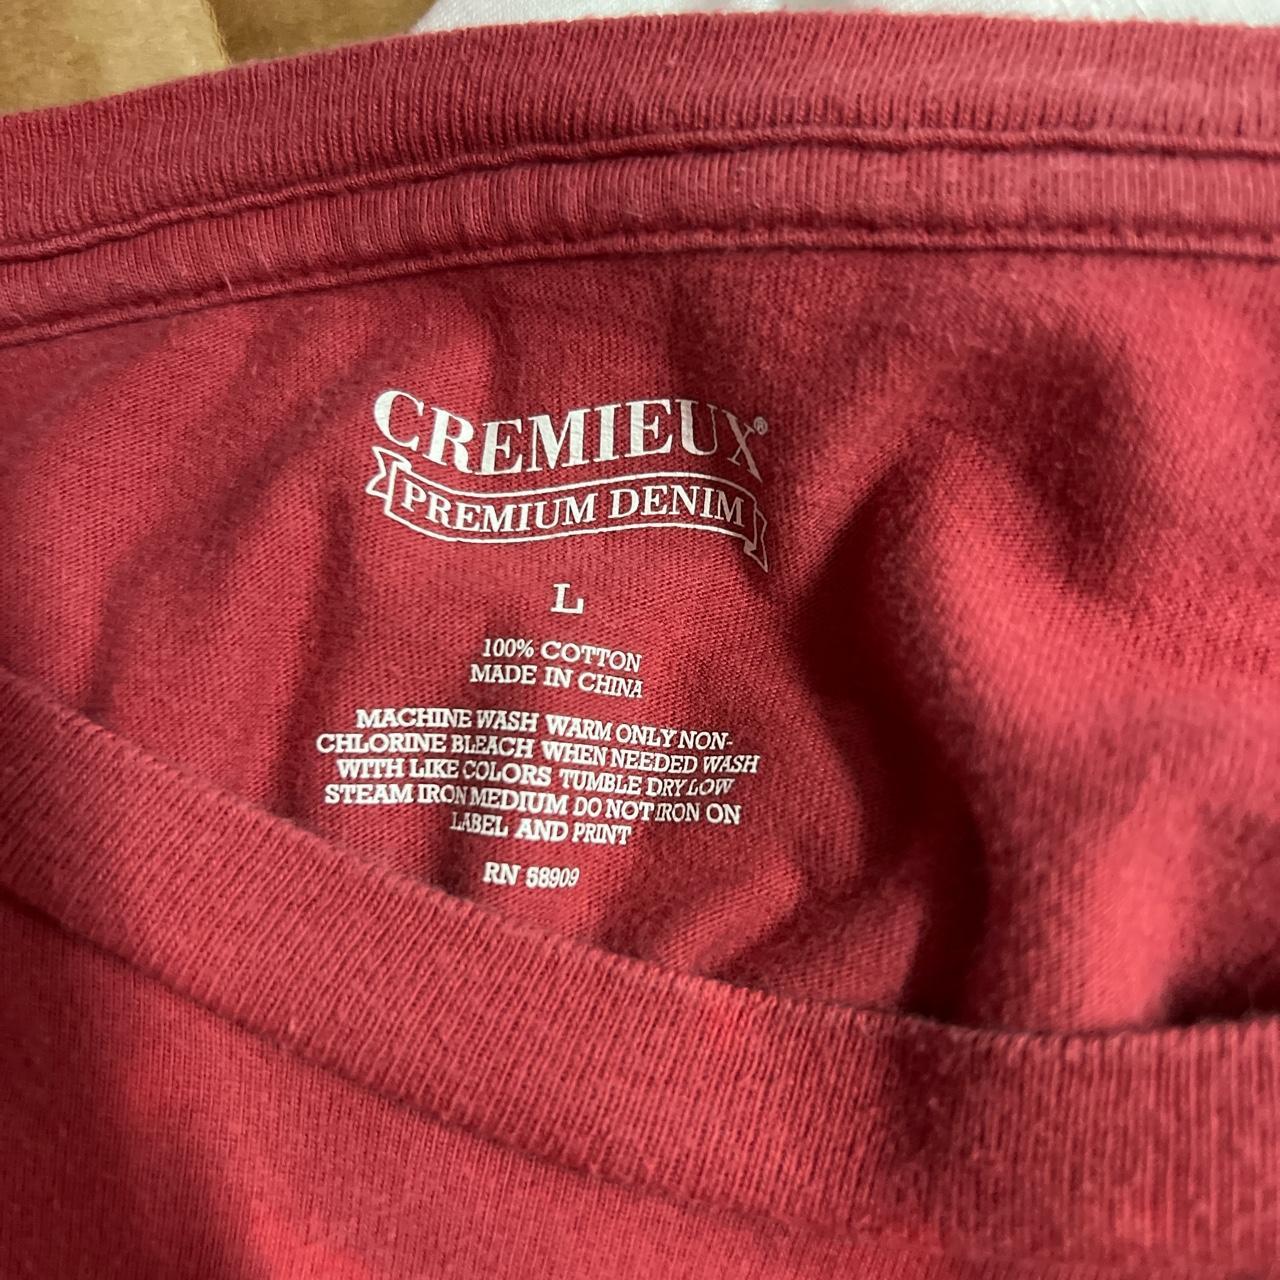 CREMIEUX®
PREMIUM DENIM
L
100% COTTON
MADE IN CHINA
MACHINE WASH WARM ONLY NON-
CHLORINE BLEACH WHEN NEEDED WASH
WITH LIKE COLORS TUMBLE DRY LOW
STEAM IRON MEDIUM DO NOT IRON ON
LABEL AND PRINT
RN 58909